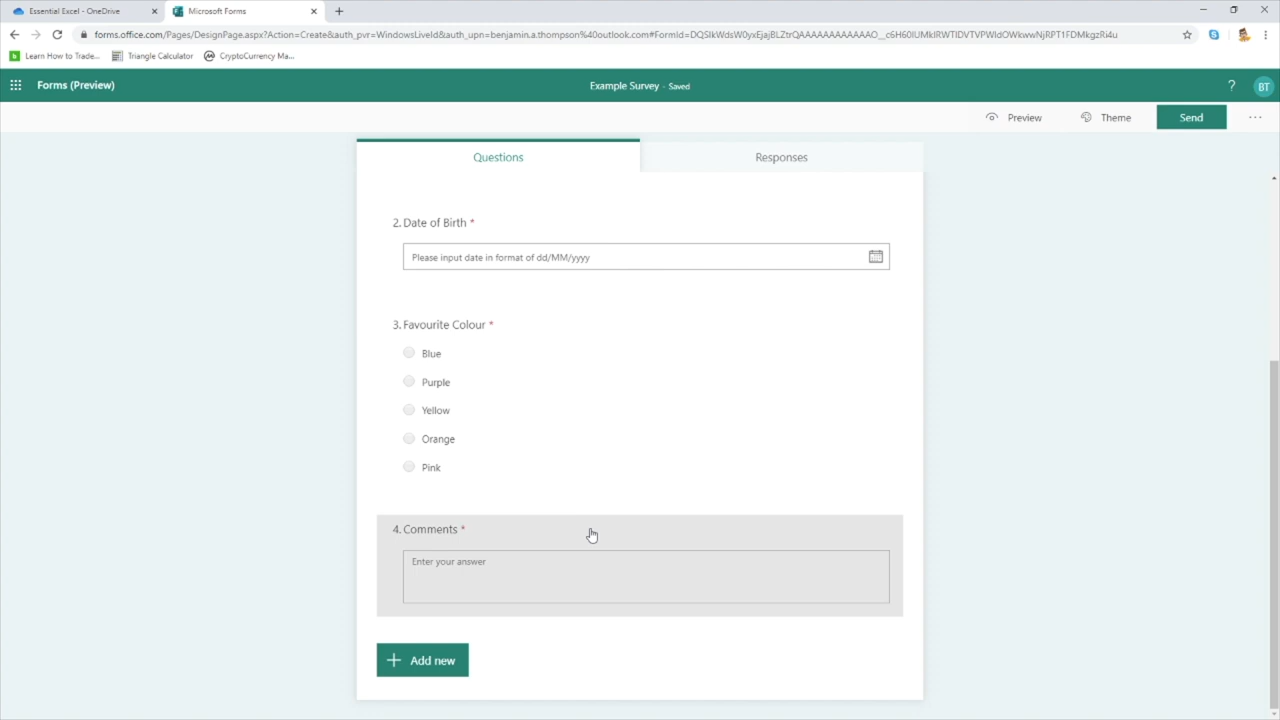 Essential Excel - OneDrive
Microsoft Forms
Learn How to Trade...
Triangle Calculator
CryptoCurrency Ma...
Forms (Preview)
Example Survey - Saved
?
BT
Preview
Theme
Send
Questions
Responses
2. Date of Birth *
Please input date in format of dd/MM/yyyy
3. Favourite Colour *
Blue
Purple
Yellow
Orange
Pink
4. Comments *
Enter your answer
Add new